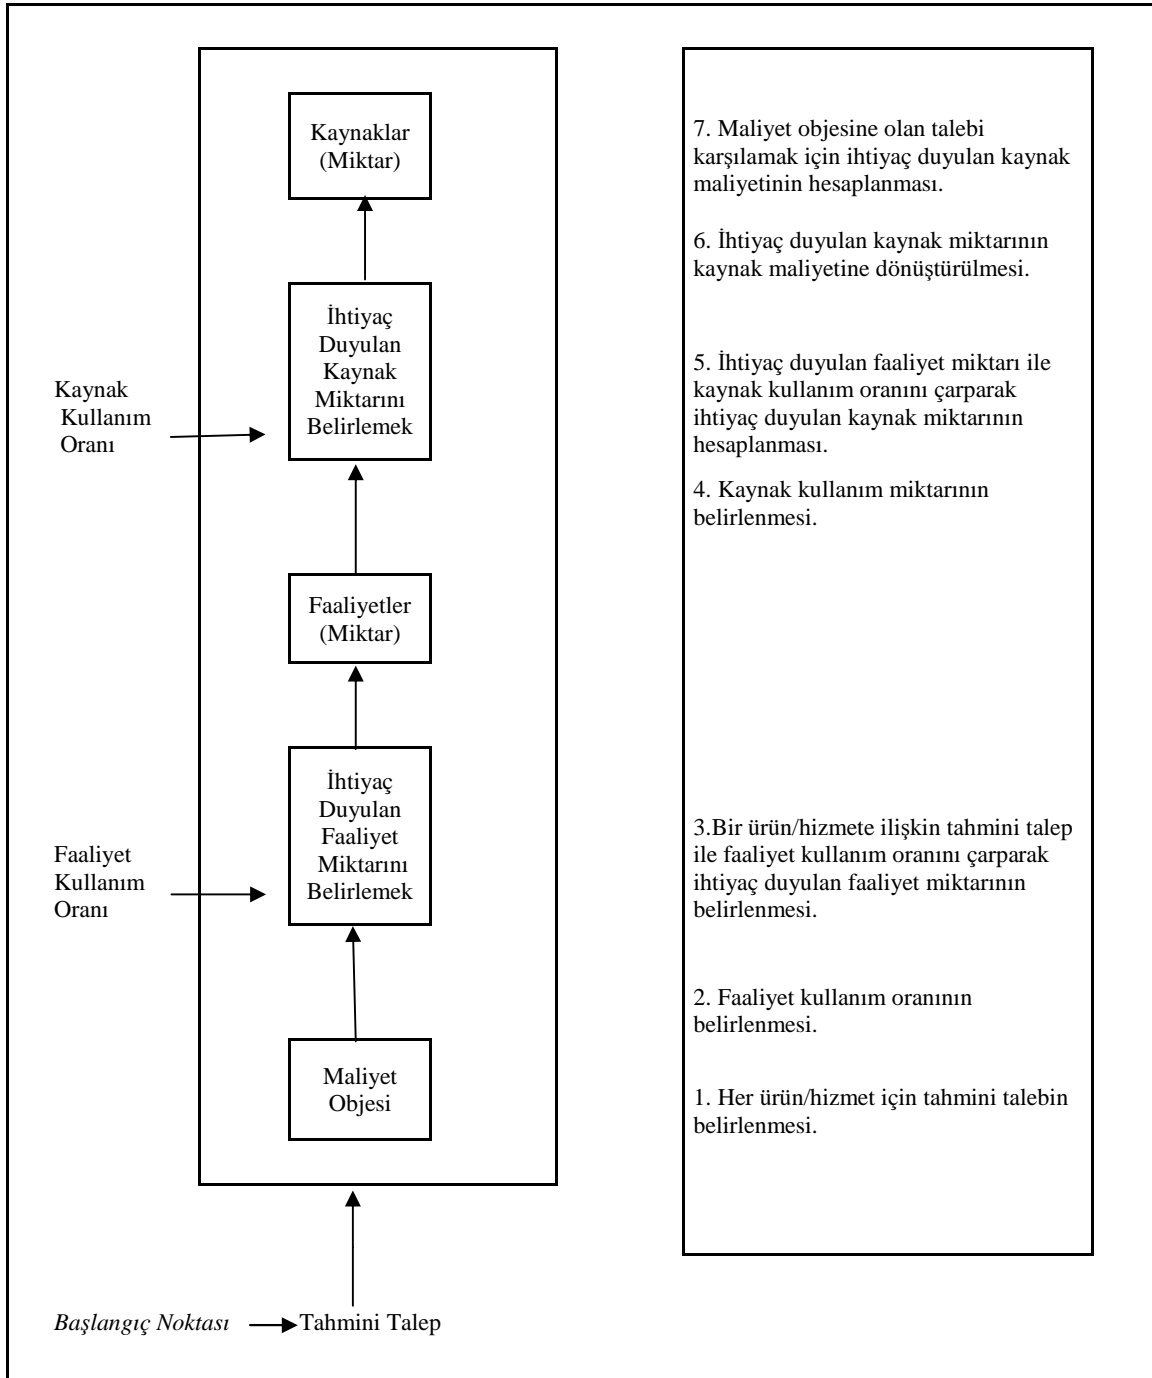 Kaynaklar
(Miktar)
İhtiyaç
Duyulan
Kaynak
Miktarını
Belirlemek
Kaynak
Kullanım
Oranı
Faaliyetler
(Miktar)
İhtiyaç
Duyulan
Faaliyet
Miktarını
Belirlemek
Faaliyet
Kullanım
Oranı
Maliyet
Objesi
Başlangıç Noktası
Tahmini Talep
7. Maliyet objesine olan talebi
karşılamak için ihtiyaç duyulan kaynak
maliyetinin hesaplanması.
6. İhtiyaç duyulan kaynak miktarının
kaynak maliyetine dönüştürülmesi.
5. İhtiyaç duyulan faaliyet miktarı ile
kaynak kullanım oranını çarparak
ihtiyaç duyulan kaynak miktarının
hesaplanması.
4. Kaynak kullanım miktarının
belirlenmesi.
3.Bir ürün/hizmete ilişkin tahmini talep
ile faaliyet kullanım oranını çarparak
ihtiyaç duyulan faaliyet miktarının
belirlenmesi.
2. Faaliyet kullanım oranının
belirlenmesi.
1. Her ürün/hizmet için tahmini talebin
belirlenmesi.